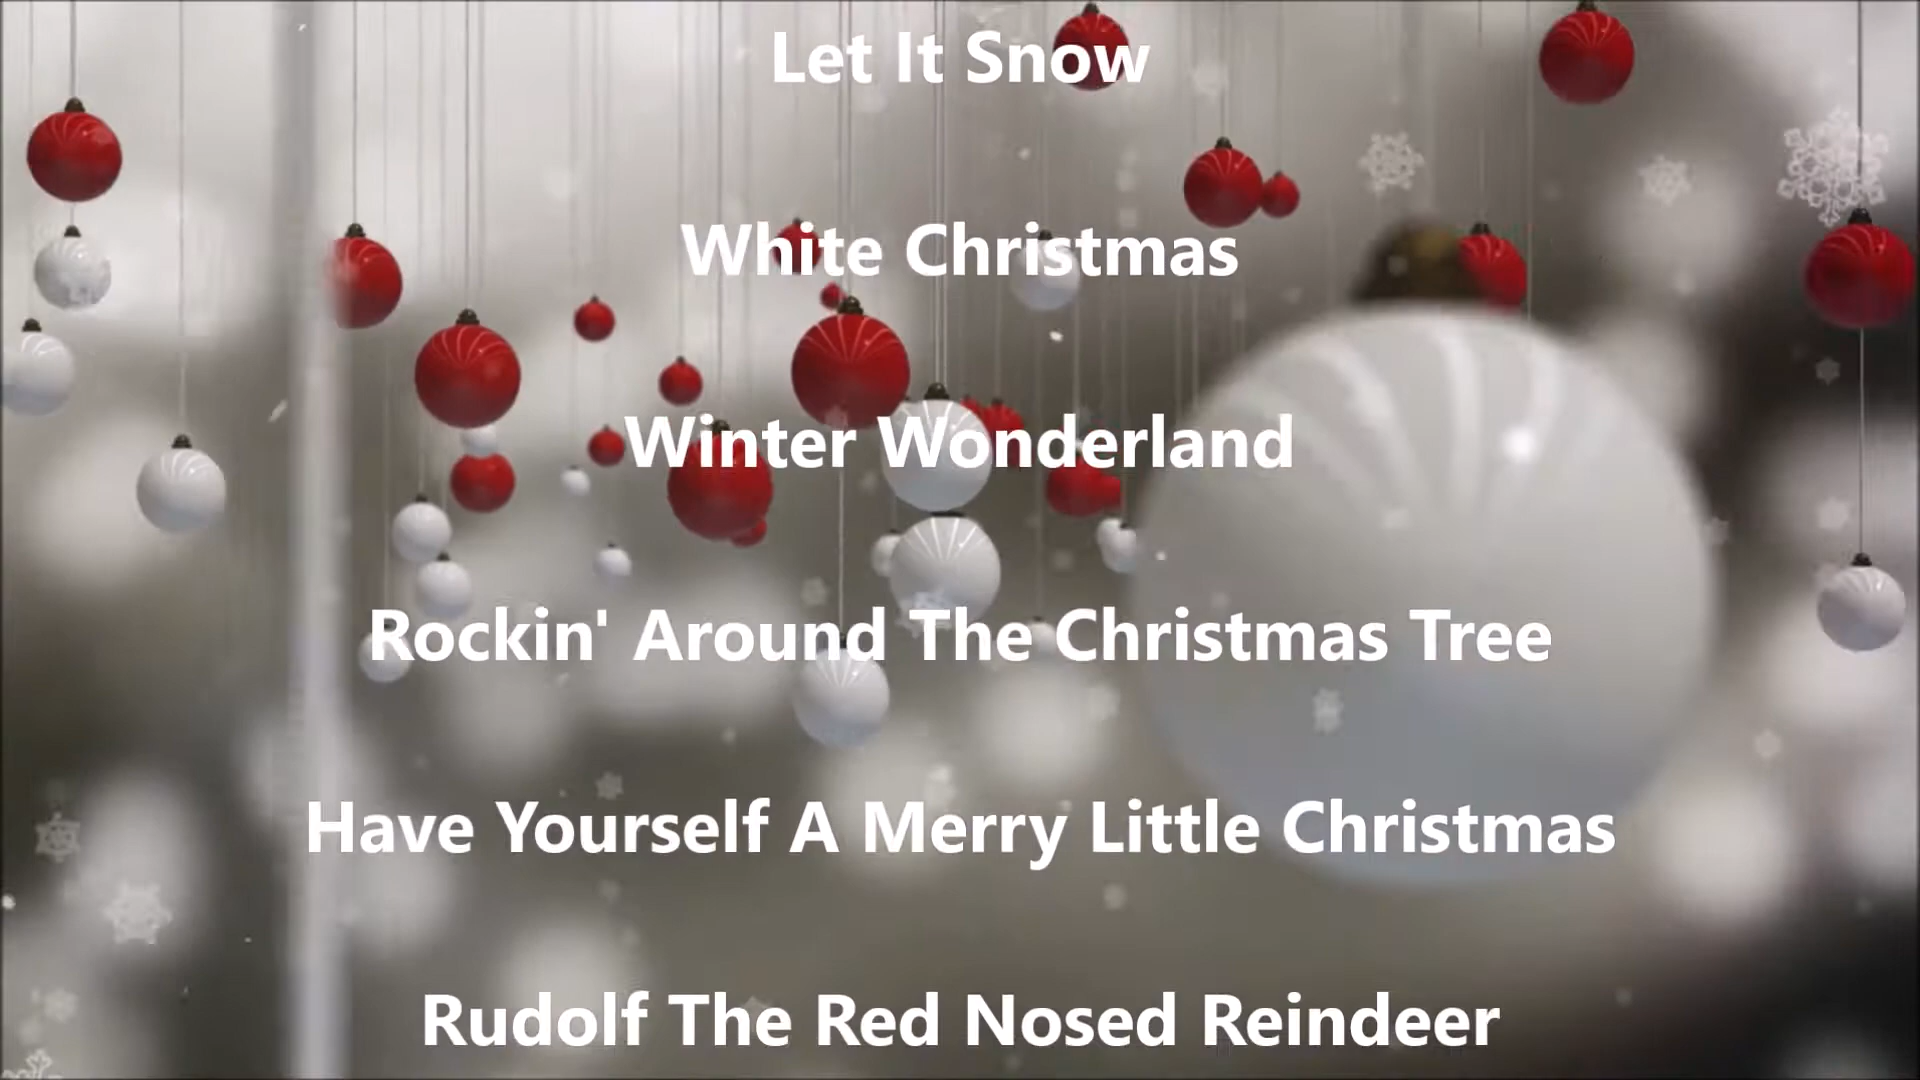 Let It Snow
White Christmas
Winter Wonderland
Rockin' Around The Christmas Tree
Have Yourself A Merry Little Christmas
Rudolf The Red Nosed Reindeer